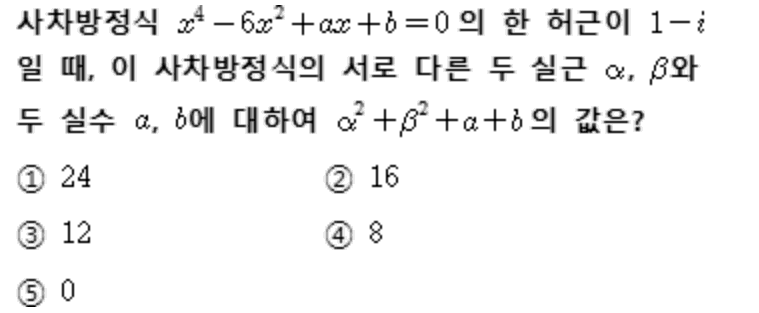 사차방정식 x⁴－6x²＋ax＋b＝0의 한 허근이 1－i
일 때, 이 사차방정식의 서로 다른 두 실근 α, β와
두 실수 a, b에 대하여 α²＋β²＋a＋b의 값은?
① 24 ② 16
③ 12 ④ 8
⑤ 0